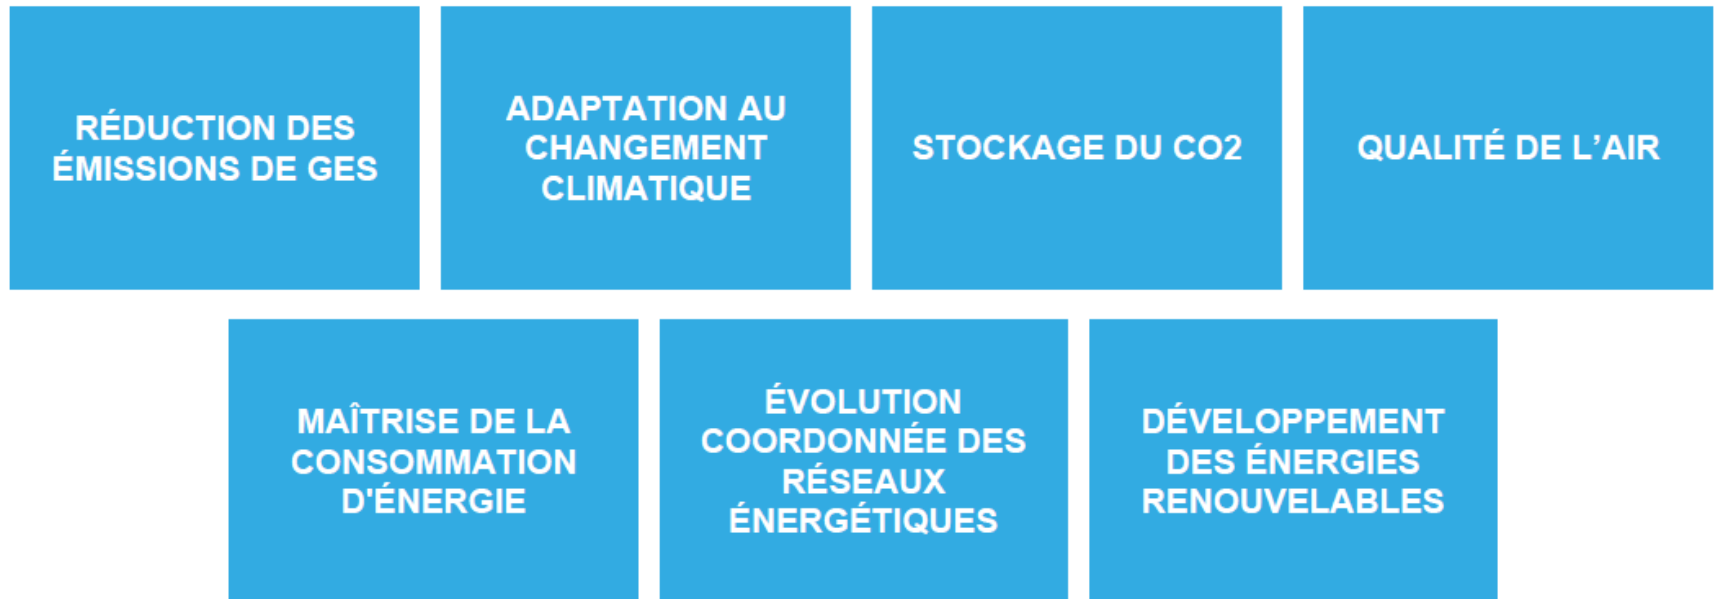 RÉDUCTION DES
ÉMISSIONS DE GES
ADAPTATION AU
CHANGEMENT
CLIMATIQUE
STOCKAGE DU CO2
QUALITÉ DE L’AIR
MAÎTRISE DE LA
CONSOMMATION
D'ÉNERGIE
ÉVOLUTION
COORDONNÉE DES
RÉSEAUX
ÉNERGÉTIQUES
DÉVELOPPEMENT
DES ÉNERGIES
RENOUVELABLES